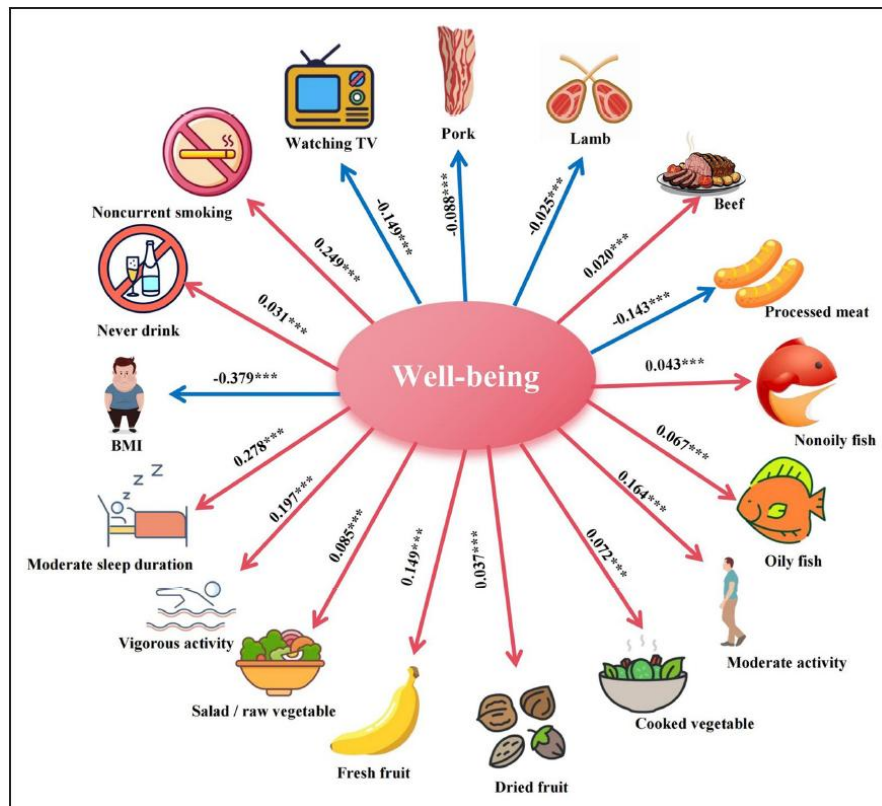 Watching TV
Pork
Lamb
Beef
Noncurrent smoking
Never drink
BMI
Moderate sleep duration
Vigorous activity
Salad / raw vegetable
Fresh fruit
Dried fruit
Cooked vegetable
Moderate activity
Oily fish
Nonoily fish
Processed meat
Well-being
-0.149***
-0.088***
-0.025***
0.020***
-0.143***
0.043***
0.067***
0.164***
0.072***
0.037***
0.149***
0.085***
0.197***
0.278***
-0.379***
0.031***
0.249***
Z
Z
Z
z